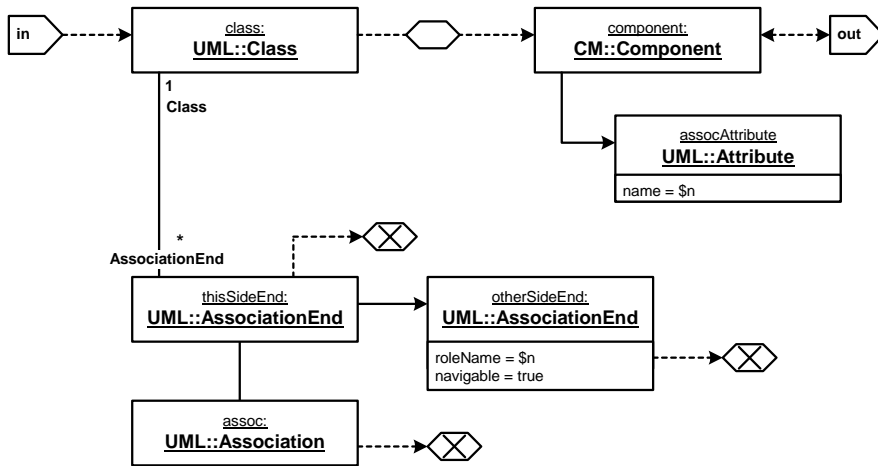 in
class:
UML::Class
component:
CM::Component
out
1
Class
assocAttribute
UML::Attribute
name = $n
*
AssociationEnd
thisSideEnd:
UML::AssociationEnd
otherSideEnd:
UML::AssociationEnd
roleName = $n
navigable = true
assoc:
UML::Association